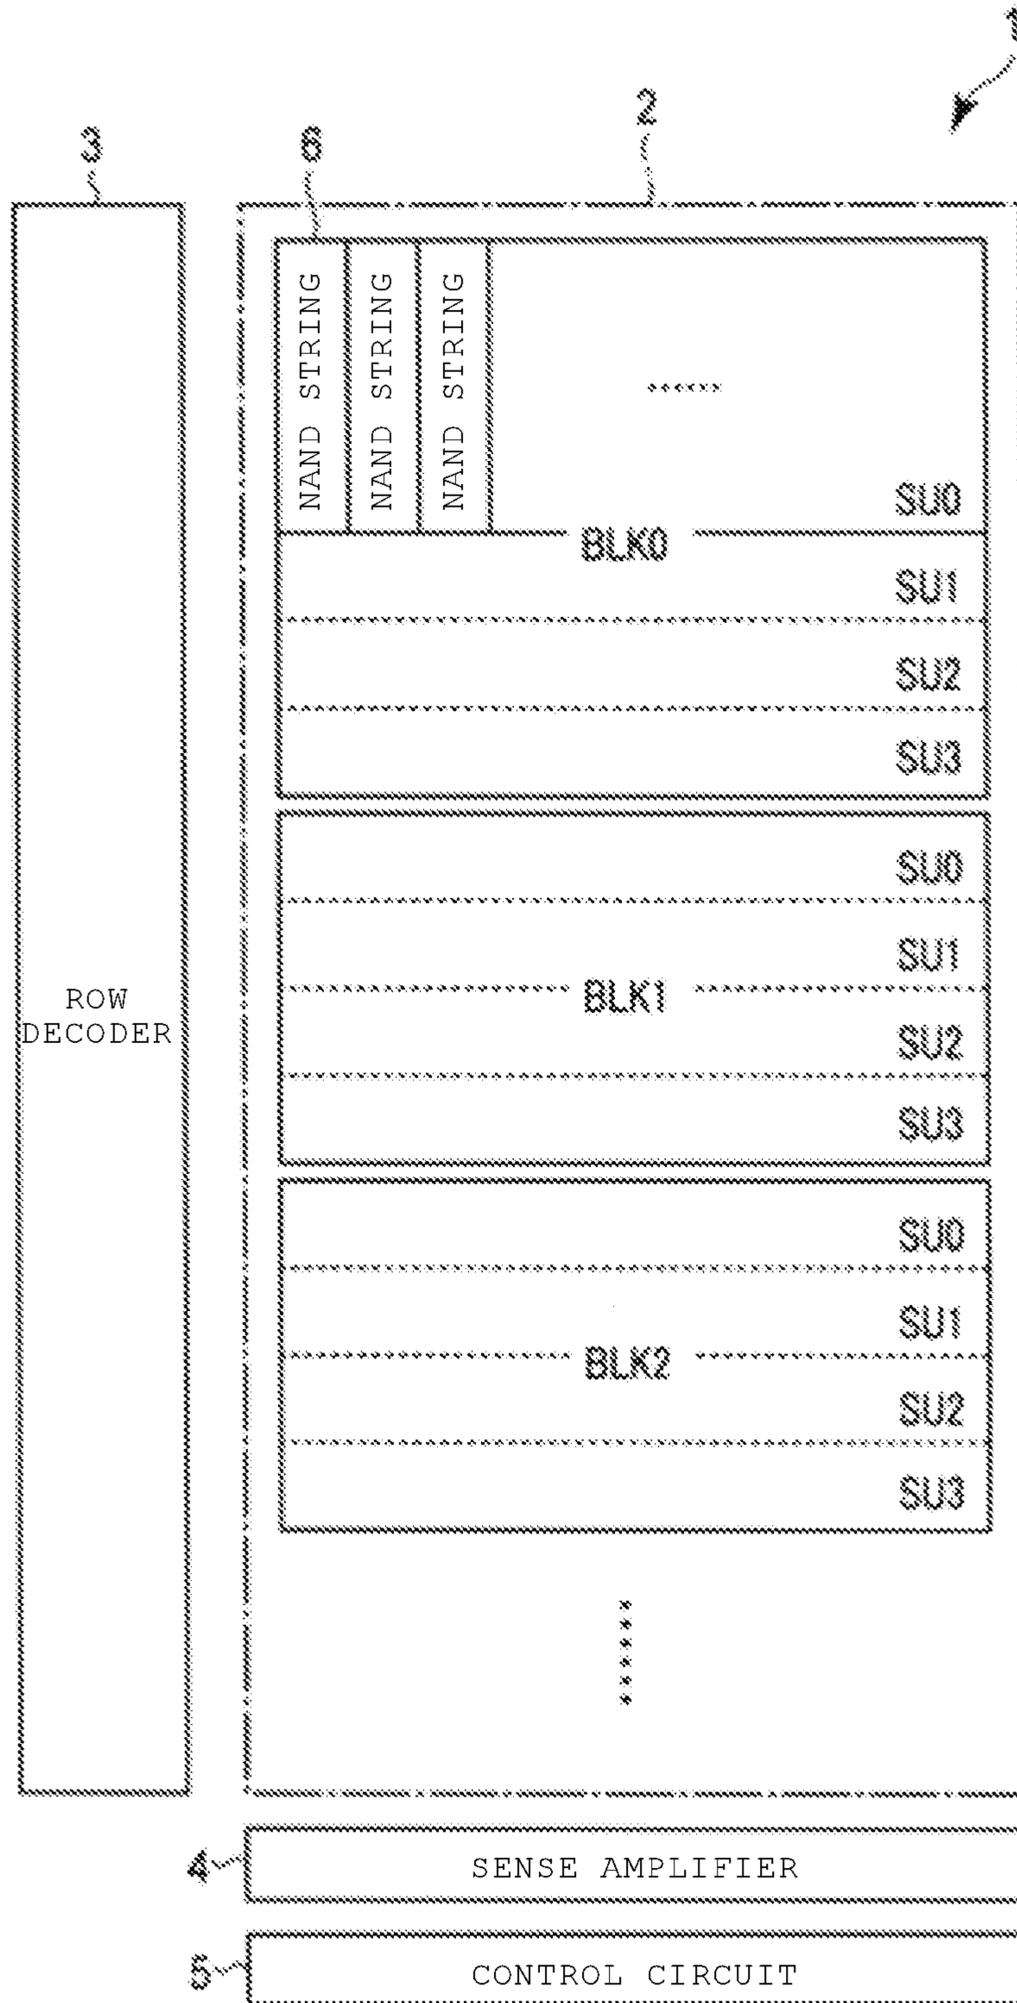 1
2
3
6
NAND STRING
NAND STRING
NAND STRING
......
SU0
BLK0
SU1
SU2
SU3
SU0
SU1
BLK1
SU2
SU3
SU0
SU1
BLK2
SU2
SU3
......
ROW
DECODER
4
SENSE AMPLIFIER
5
CONTROL CIRCUIT